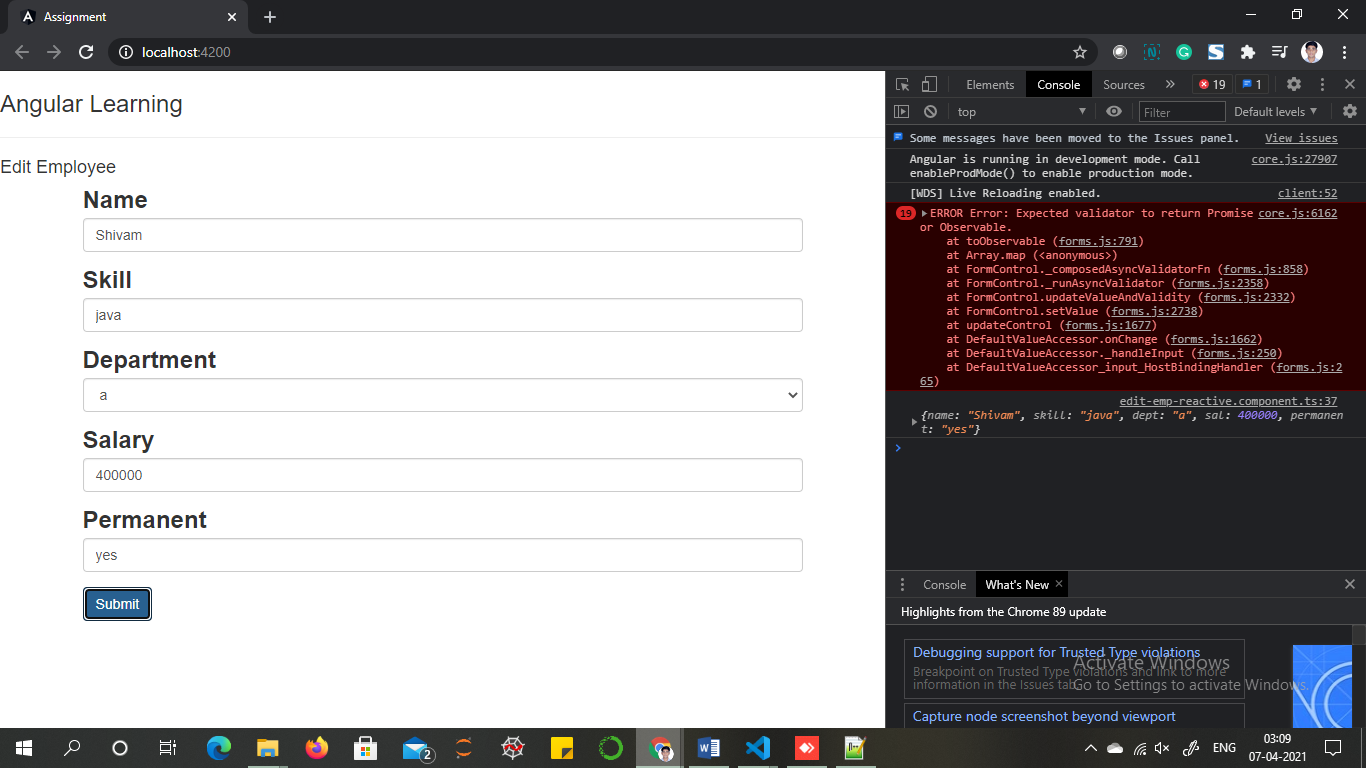 Assignment
localhost:4200
Angular Learning
Edit Employee
Name
Shivam
Skill
java
Department
a
Salary
400000
Permanent
yes
Submit
Elements Console Sources » 19 1
top Filter Default levels
Some messages have been moved to the Issues panel. View issues
Angular is running in development mode. Call core.js:27907
enableProdMode() to enable production mode.
[WDS] Live Reloading enabled. client:52
19 ERROR Error: Expected validator to return Promise core.js:6162
or Observable.
at toObservable (forms.js:791)
at Array.map (<anonymous>)
at FormControl._composedAsyncValidatorFn (forms.js:858)
at FormControl._runAsyncValidator (forms.js:2358)
at FormControl.updateValueAndValidity (forms.js:2332)
at FormControl.setValue (forms.js:2738)
at updateControl (forms.js:1677)
at DefaultValueAccessor.onChange (forms.js:1662)
at DefaultValueAccessor._handleInput (forms.js:250)
at DefaultValueAccessor_input_HostBindingHandler (forms.js:2
65)
edit-emp-reactive.component.ts:37
{name: "Shivam", skill: "java", dept: "a", sal: 400000, permanen
t: "yes"}
Console What's New
Highlights from the Chrome 89 update
Debugging support for Trusted Type violations
Breakpoint on Trusted Type violations and link to more
information in the Issues tab.
Activate Windows
Go to Settings to activate Windows.
Capture node screenshot beyond viewport
2
ENG
03:09
07-04-2021